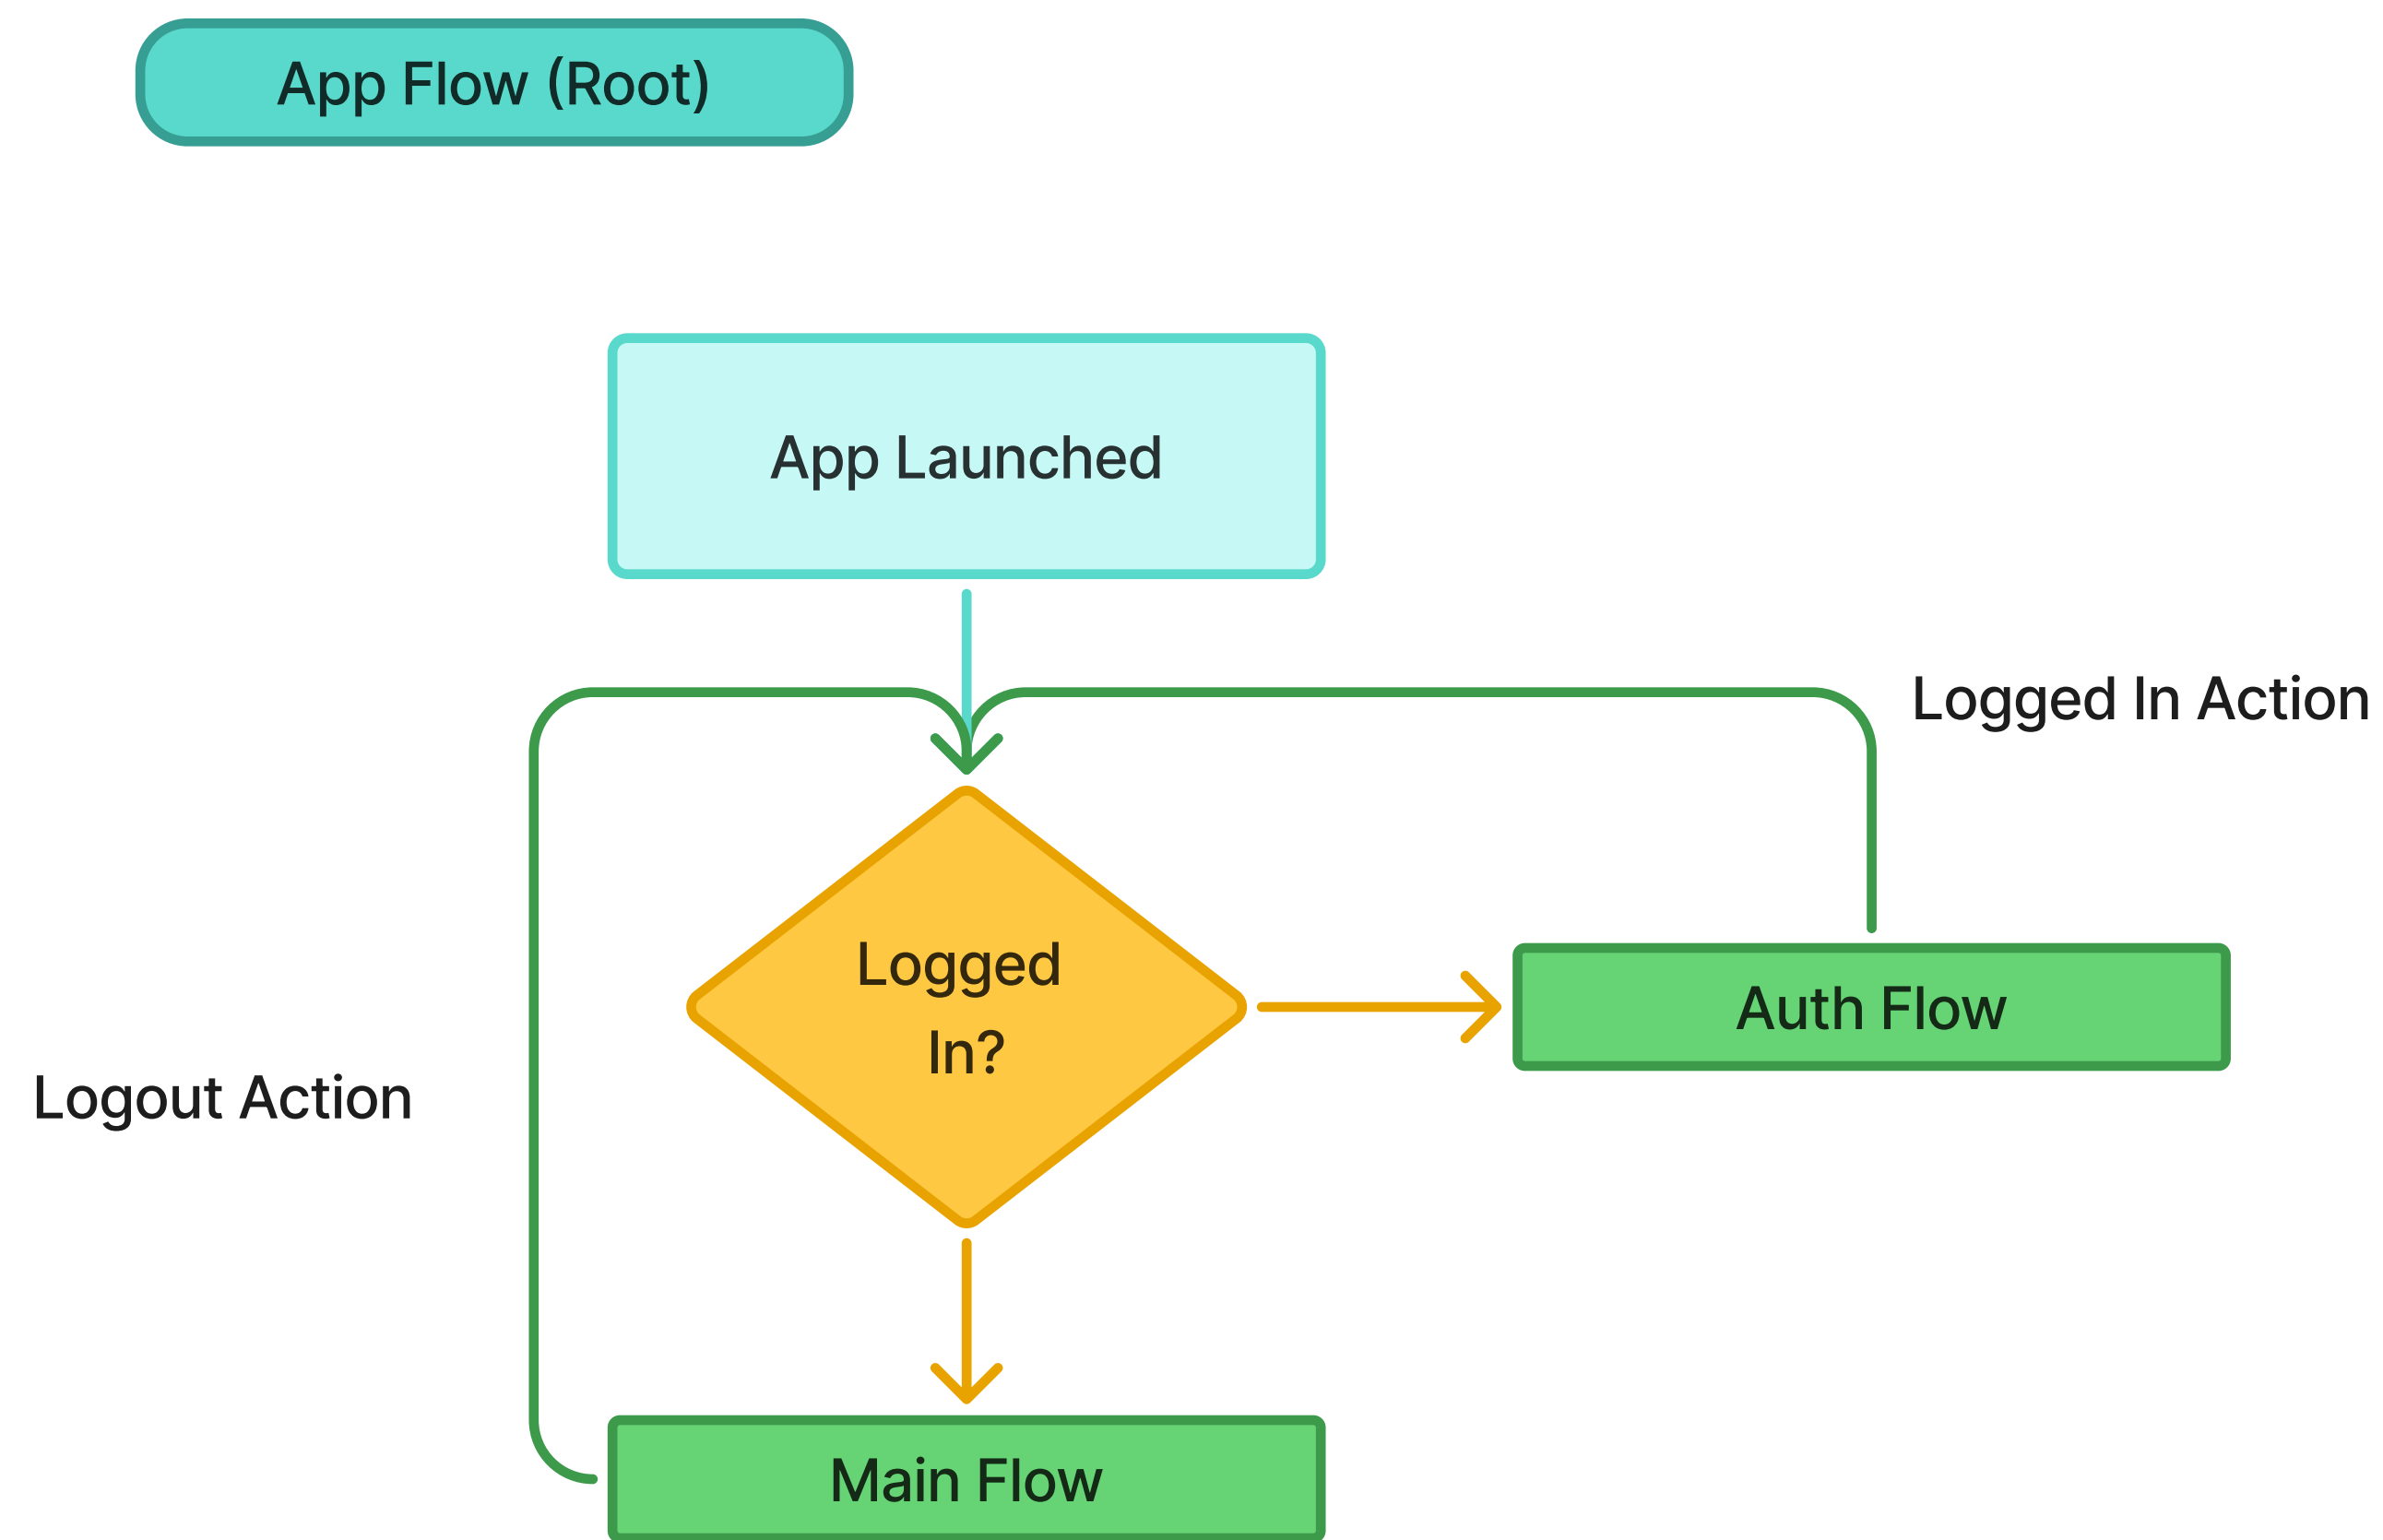 App Flow (Root)
App Launched
Logged In Action
Logged
In?
Auth Flow
Logout Action
Main Flow